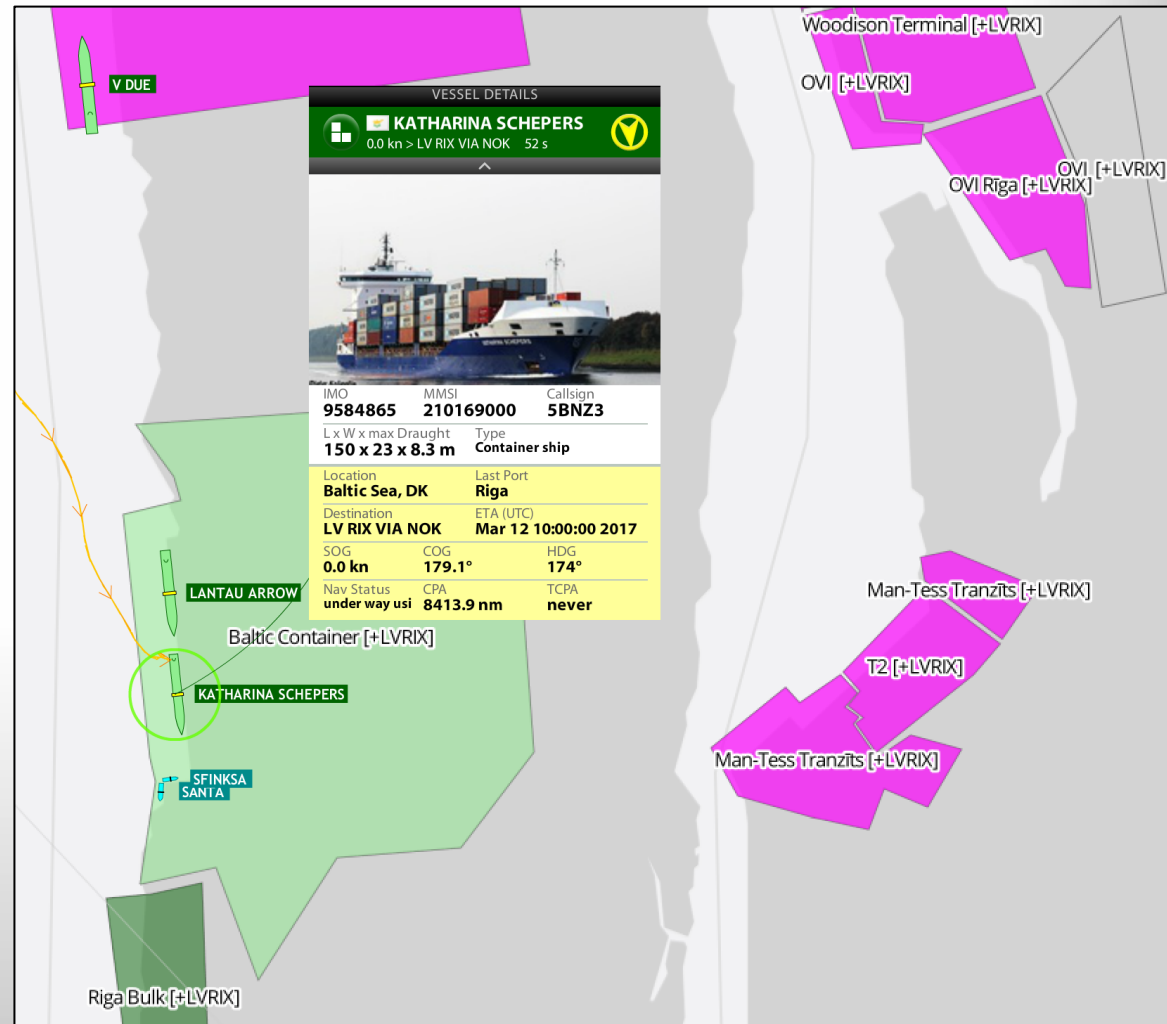 Woodison Terminal [+LVRIX]
V DUE
OVI [+LVRIX]
VESSEL DETAILS
KATHARINA SCHEPERS
0.0 kn > LV RIX VIA NOK 52 s
OVI [+LVRIX]
OVI Rīga [+LVRIX]
IMO MMSI Callsign
9584865 210169000 5BNZ3
L x W x max Draught Type
150 x 23 x 8.3 m Container ship
Location Last Port
Baltic Sea, DK Riga
Destination ETA (UTC)
LV RIX VIA NOK Mar 12 10:00:00 2017
SOG COG HDG
0.0 kn 179.1° 174°
Nav Status CPA TCPA
under way usi 8413.9 nm never
LANTAU ARROW
Man-Tess Tranzīts [+LVRIX]
Baltic Container [+LVRIX]
T2 [+LVRIX]
KATHARINA SCHEPERS
Man-Tess Tranzīts [+LVRIX]
SFINKSA
SANTA
Riga Bulk [+LVRIX]